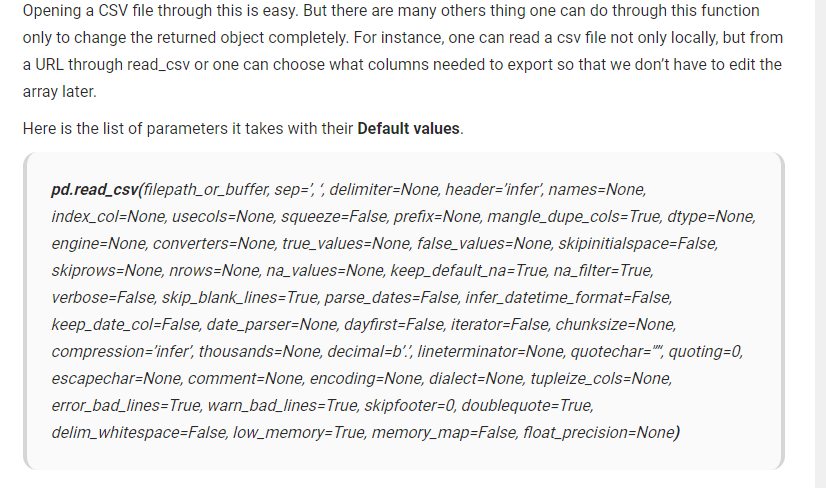 Opening a CSV file through this is easy. But there are many others thing one can do through this function
only to change the returned object completely. For instance, one can read a csv file not only locally, but from
a URL through read_csv or one can choose what columns needed to export so that we don’t have to edit the
array later.
Here is the list of parameters it takes with their Default values.
pd.read_csv(filepath_or_buffer, sep=’, ‘, delimiter=None, header=’infer’, names=None,
index_col=None, usecols=None, squeeze=False, prefix=None, mangle_dupe_cols=True, dtype=None,
engine=None, converters=None, true_values=None, false_values=None, skipinitialspace=False,
skiprows=None, nrows=None, na_values=None, keep_default_na=True, na_filter=True,
verbose=False, skip_blank_lines=True, parse_dates=False, infer_datetime_format=False,
keep_date_col=False, date_parser=None, dayfirst=False, iterator=False, chunksize=None,
compression=’infer’, thousands=None, decimal=b’.’, lineterminator=None, quotechar=’”‘, quoting=0,
escapechar=None, comment=None, encoding=None, dialect=None, tupleize_cols=None,
error_bad_lines=True, warn_bad_lines=True, skipfooter=0, doublequote=True,
delim_whitespace=False, low_memory=True, memory_map=False, float_precision=None)